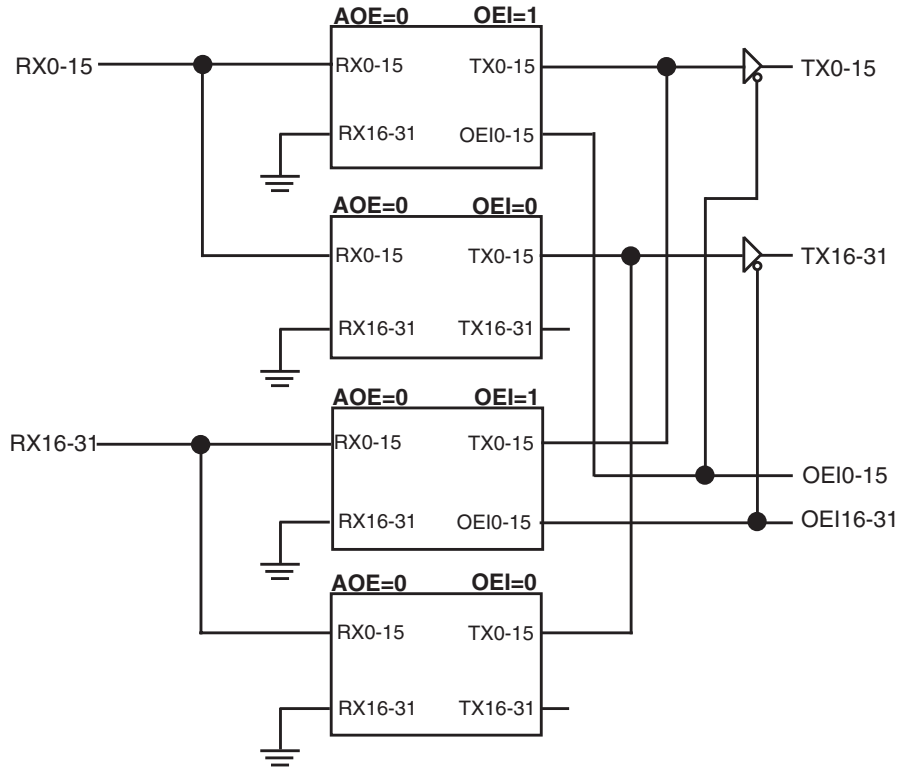 AOE=0 OEI=1
RX0-15 RX0-15 TX0-15 TX0-15
RX16-31 OEI0-15
AOE=0 OEI=0
RX0-15 TX0-15 TX16-31
RX16-31 TX16-31
AOE=0 OEI=1
RX16-31 RX0-15 TX0-15
OEI0-15
RX16-31 OEI0-15 OEI16-31
AOE=0 OEI=0
RX0-15 TX0-15
RX16-31 TX16-31